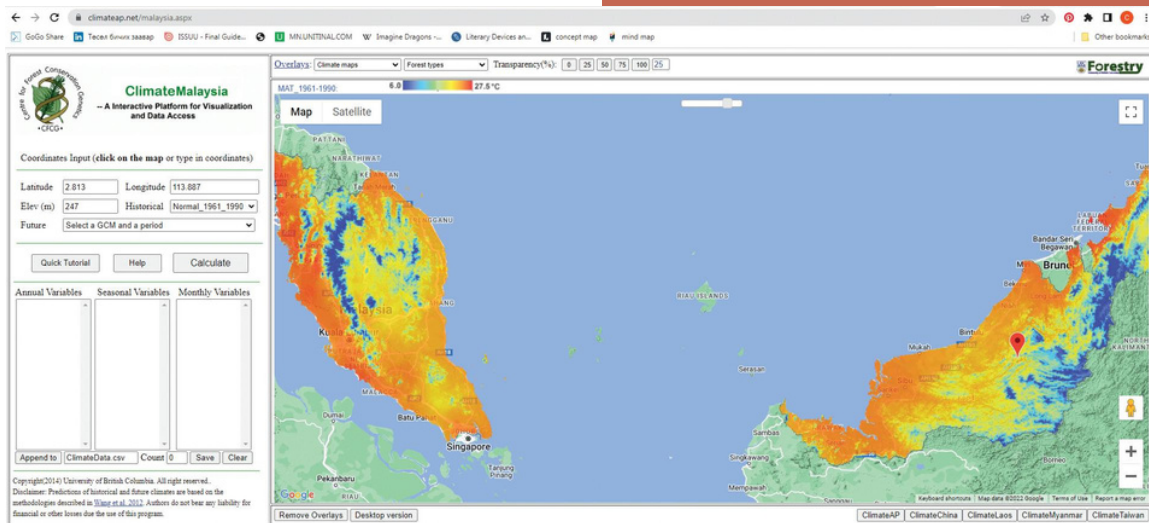 climateap.net/malaysia.aspx
GoGo Share
Тесел бичих заавар
ISSUU - Final Guide...
MN.UNITINAL.COM
Imagine Dragons -...
Literary Devices an...
concept map
mind map
Other bookmarks
Centre for Forest Conservation Genetics
•CFCG•
ClimateMalaysia
-- A Interactive Platform for Visualization
and Data Access
Coordinates Input (click on the map or type in coordinates)
Latitude 2.813 Longitude 113.887
Elev (m) 247 Historical Normal_1961_1990
Future Select a GCM and a period
Quick Tutorial Help Calculate
Annual Variables Seasonal Variables Monthly Variables
Append to ClimateData.csv Count 0 Save Clear
Copyright(2014) University of British Columbia. All right reserved.
Disclaimer: Predictions of historical and future climates are based on the
methodologies described in Wang et al. 2012. Authors do not bear any liability for
financial or other losses due the use of this program.
Overlays: Climate maps Forest types Transparency(%): 0 25 50 75 100 25
Forestry
MAT_1961-1990: 6.0 27.5 °C
Map Satellite
PATTANI
NARATHIWAT
Malaysia
Batu Pahat
Singapore
Dumai
Pekanbaru
RIAU
Tanjung
Pinang
RIAU ISLANDS
Serasan
Mukah
Sambas
Singkawang
Mempawah
Bandar Seri
Begawan
Borneo
Google
Keyboard shortcuts Map data ©2022 Google Terms of Use Report a map error
Remove Overlays Desktop version
ClimateAP ClimateChina ClimateLaos ClimateMyanmar ClimateTaiwan